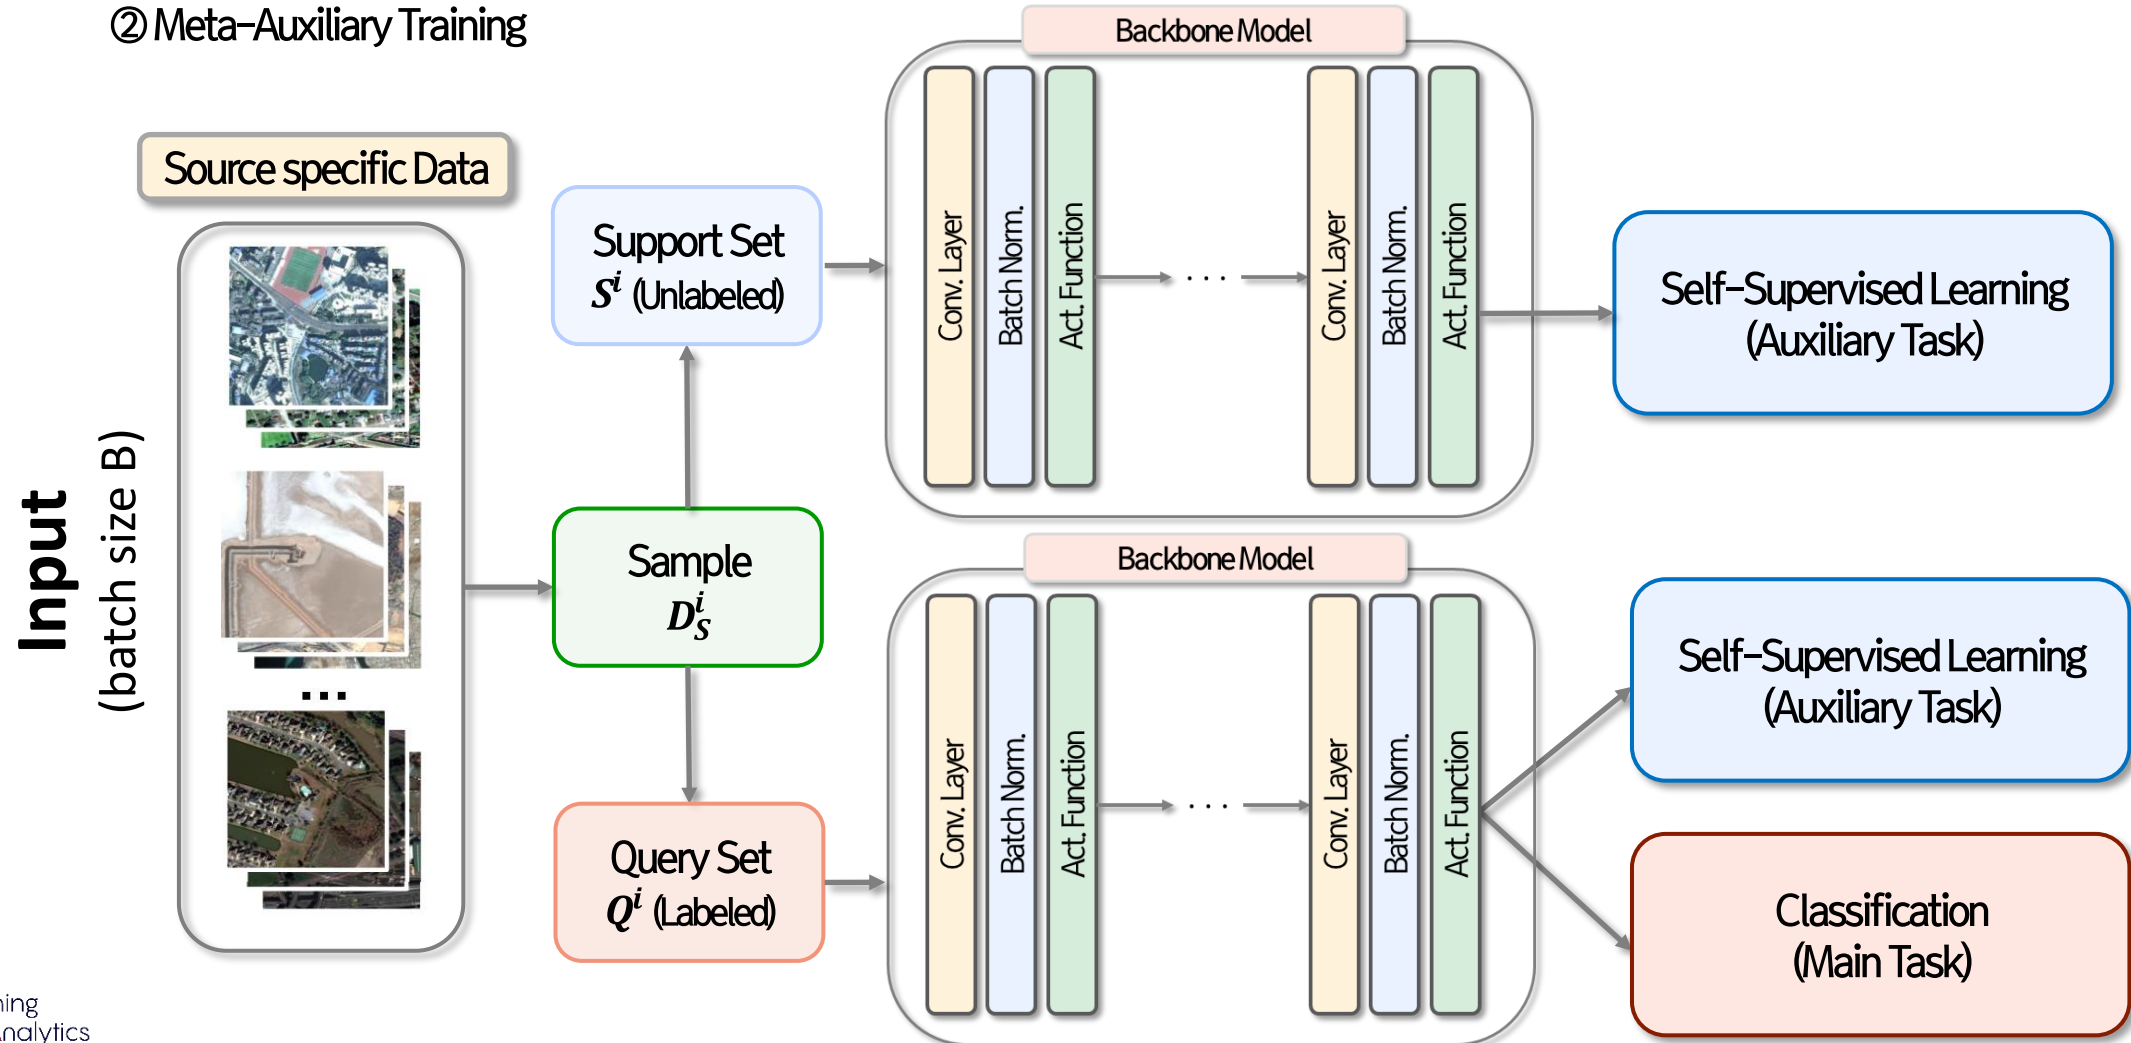 ② Meta-Auxiliary Training
Source specific Data
Input
(batch size B)
...
Sample
D_S^i
Support Set
S^i (Unlabeled)
Query Set
Q^i (Labeled)
Backbone Model
Conv. Layer
Batch Norm.
Act. Function
...
Conv. Layer
Batch Norm.
Act. Function
Self-Supervised Learning
(Auxiliary Task)
Backbone Model
Conv. Layer
Batch Norm.
Act. Function
...
Conv. Layer
Batch Norm.
Act. Function
Self-Supervised Learning
(Auxiliary Task)
Classification
(Main Task)